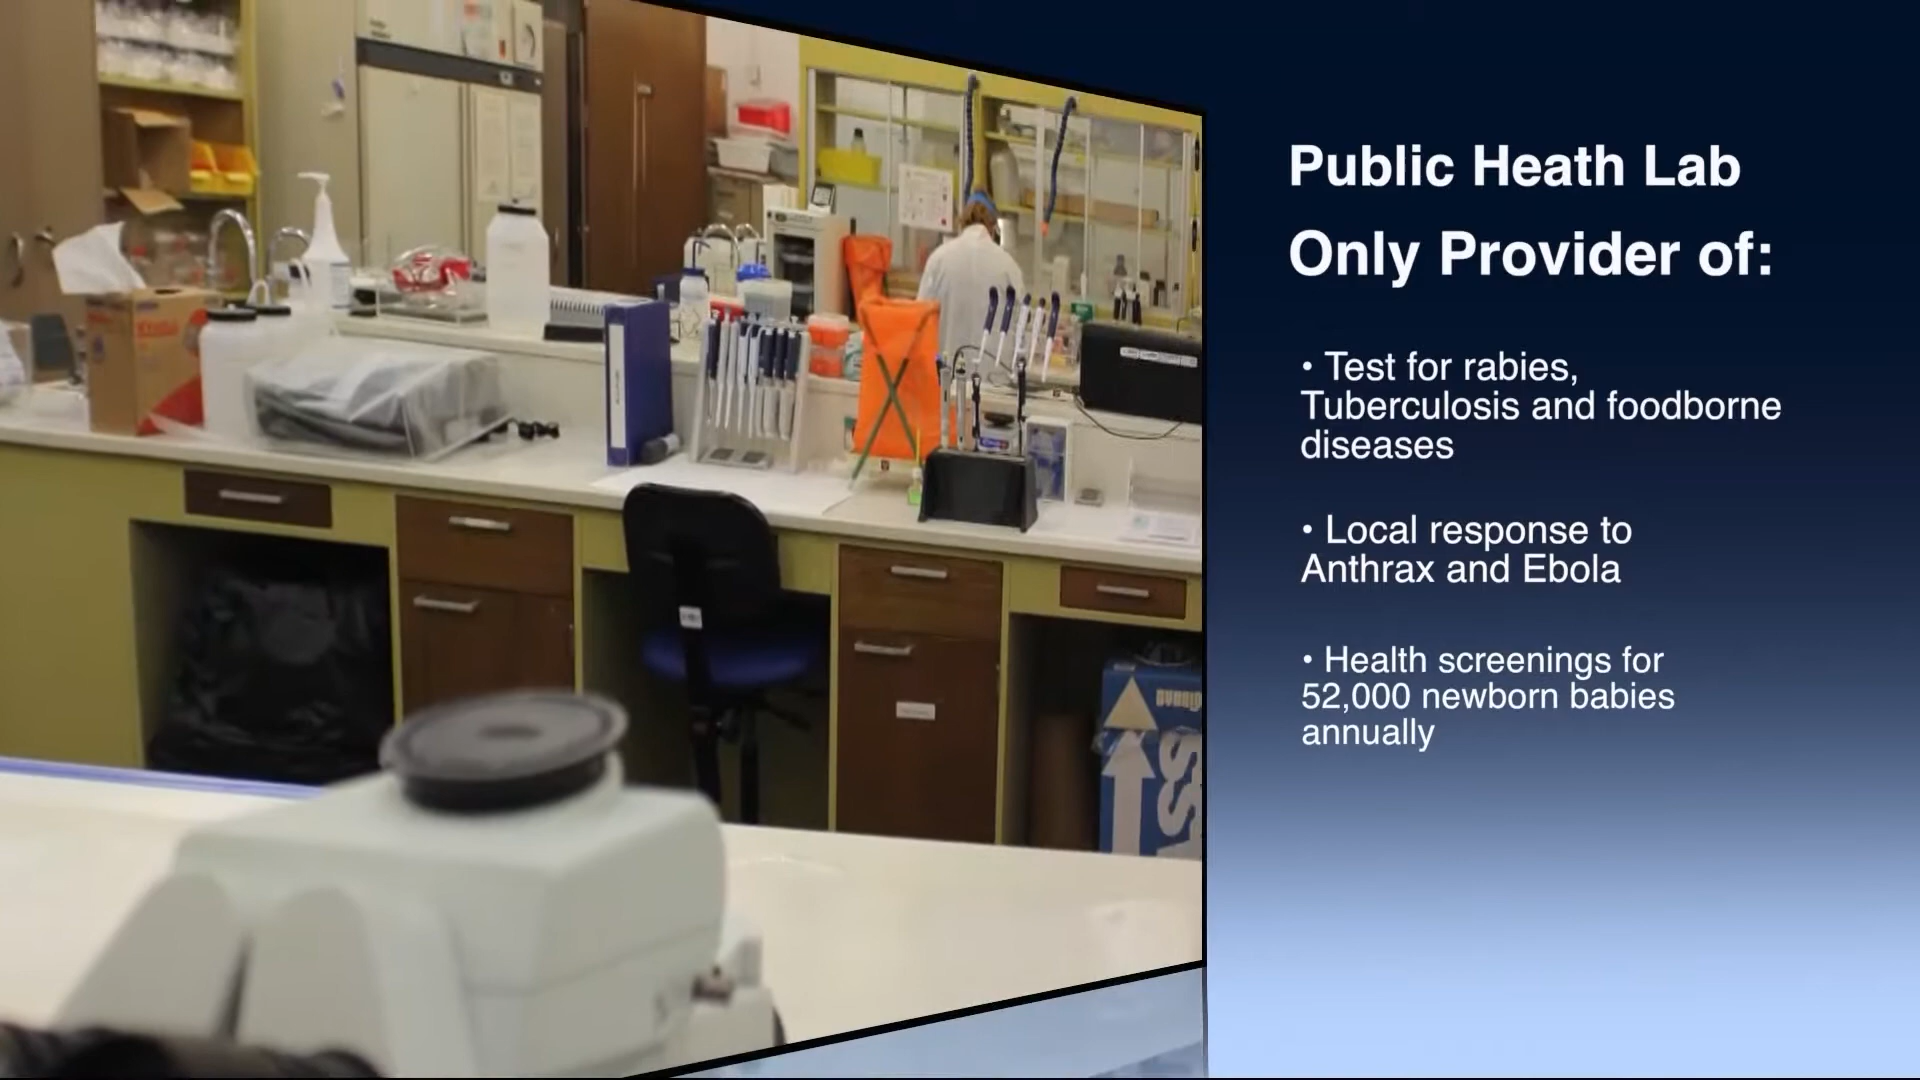 Public Heath Lab
Only Provider of:
• Test for rabies,
Tuberculosis and foodborne
diseases
• Local response to
Anthrax and Ebola
• Health screenings for
52,000 newborn babies
annually